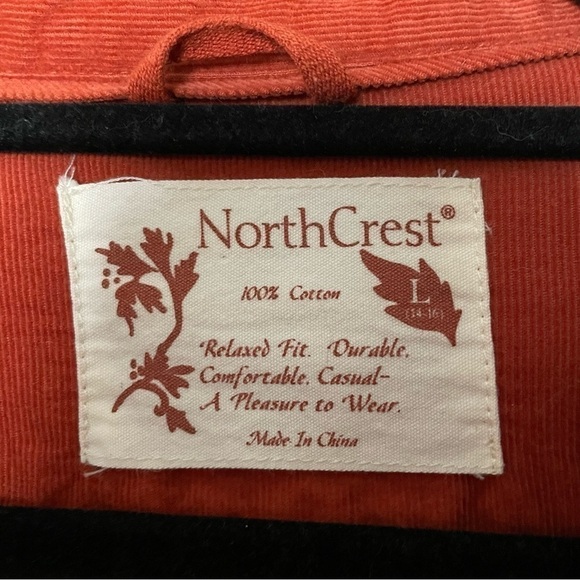 NorthCrest®
100% Cotton
L
(14-16)
Relaxed Fit. Durable.
Comfortable. Casual-
A Pleasure to Wear.
Made In China